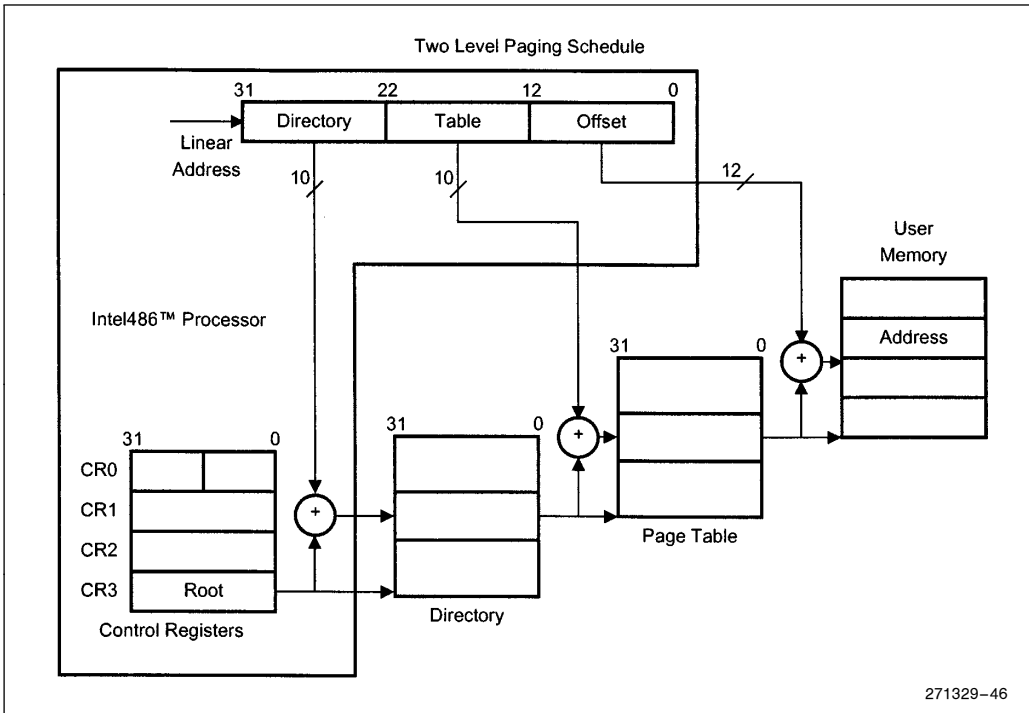 Two Level Paging Schedule
31 22 12 0
Directory Table Offset
Linear
Address
10 10 12
User
Memory
Intel486™ Processor
Address
+
31 0
+
31 0
31 0
CR0
CR1
+
CR2
CR3 Root
Page Table
Directory
Control Registers
271329-46